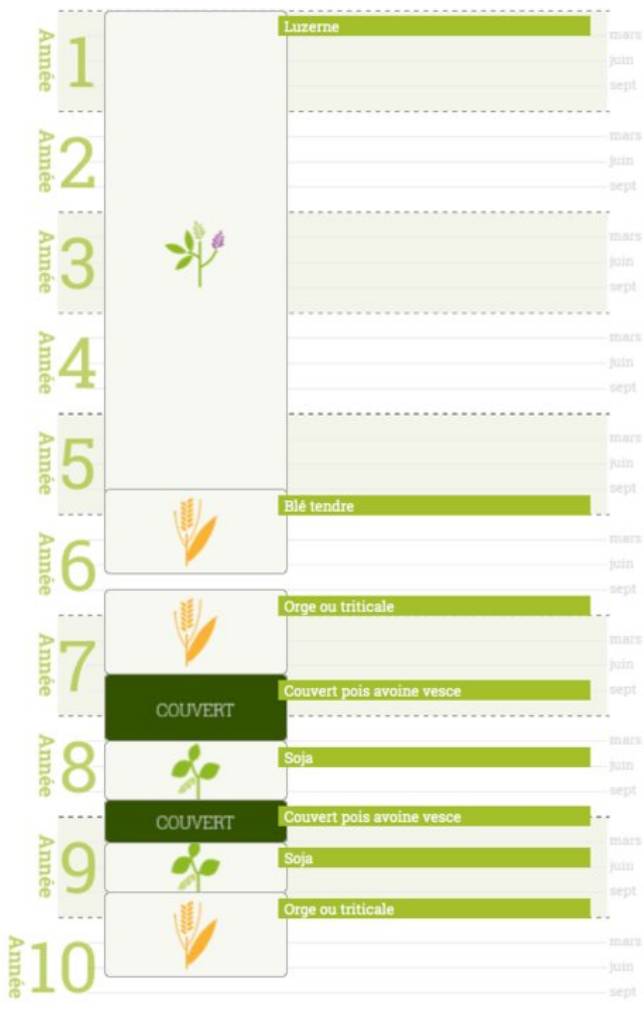 Année 1
Luzerne
mars
juin
sept
Année 2
mars
juin
sept
Année 3
mars
juin
sept
Année 4
mars
juin
sept
Année 5
mars
juin
sept
Blé tendre
Année 6
mars
juin
sept
Orge ou triticale
Année 7
mars
juin
sept
COUVERT
Couvert pois avoine vesce
Année 8
mars
Soja
juin
sept
COUVERT
Couvert pois avoine vesce
Année 9
mars
Soja
juin
sept
Orge ou triticale
Année 10
mars
juin
sept